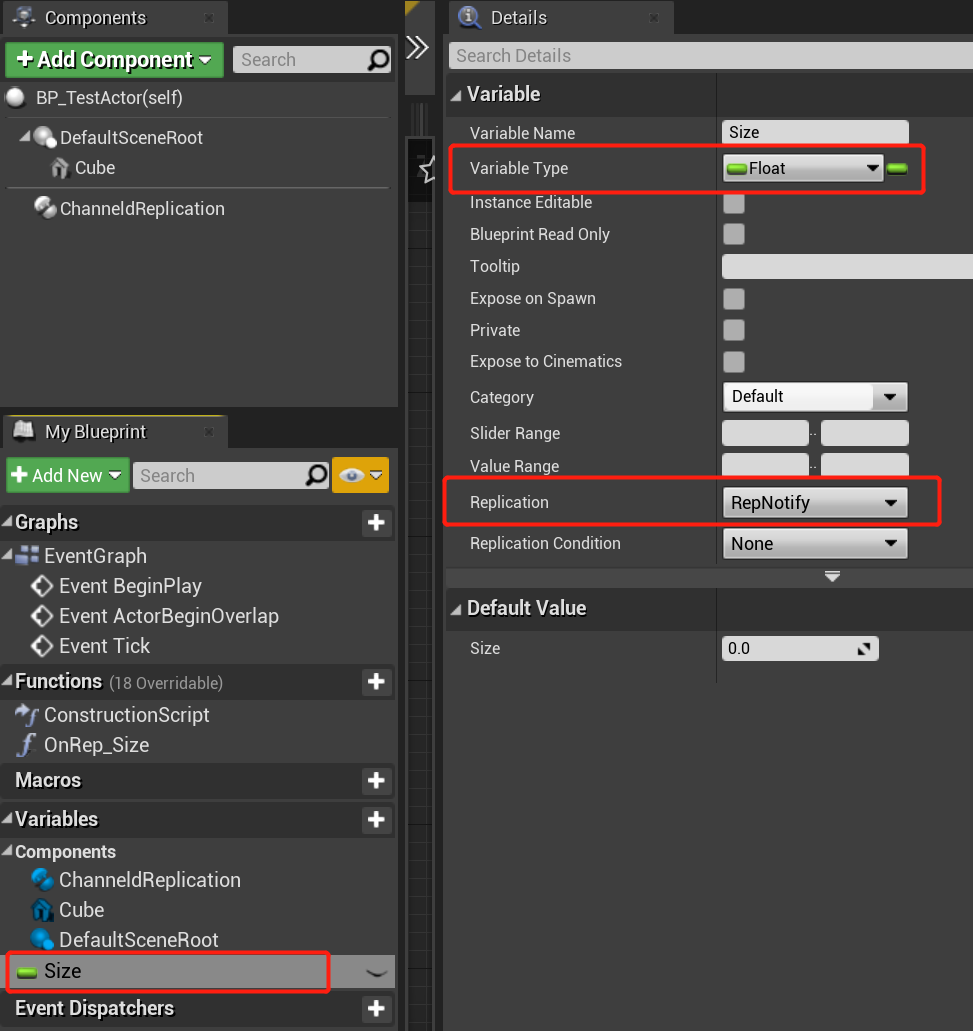 Components
Add Component
Search
BP_TestActor(self)
DefaultSceneRoot
Cube
ChanneldReplication
My Blueprint
Add New
Search
Graphs
EventGraph
Event BeginPlay
Event ActorBeginOverlap
Event Tick
Functions (18 Overridable)
ConstructionScript
OnRep_Size
Macros
Variables
Components
ChanneldReplication
Cube
DefaultSceneRoot
Size
Event Dispatchers
Details
Search Details
Variable
Variable Name Size
Variable Type Float
Instance Editable
Blueprint Read Only
Tooltip
Expose on Spawn
Private
Expose to Cinematics
Category Default
Slider Range ..
Value Range ..
Replication RepNotify
Replication Condition None
Default Value
Size 0.0